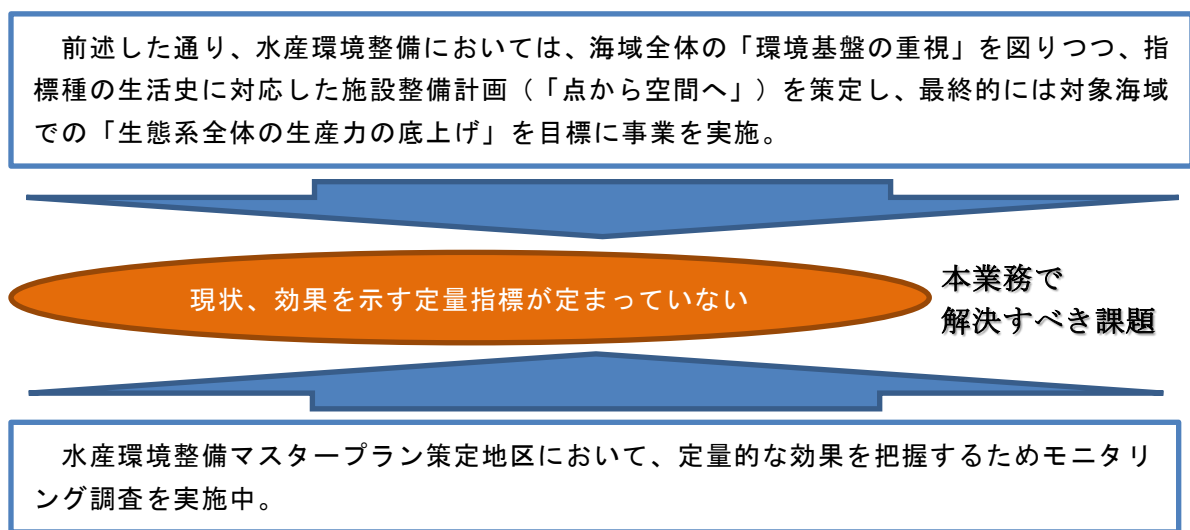 前述した通り、水産環境整備においては、海域全体の「環境基盤の重視」を図りつつ、指
標種の生活史に対応した施設整備計画（「点から空間へ」）を策定し、最終的には対象海域
での「生態系全体の生産力の底上げ」を目標に事業を実施。
現状、効果を示す定量指標が定まっていない
本業務で
解決すべき課題
水産環境整備マスタープラン策定地区において、定量的な効果を把握するためモニタリ
ング調査を実施中。